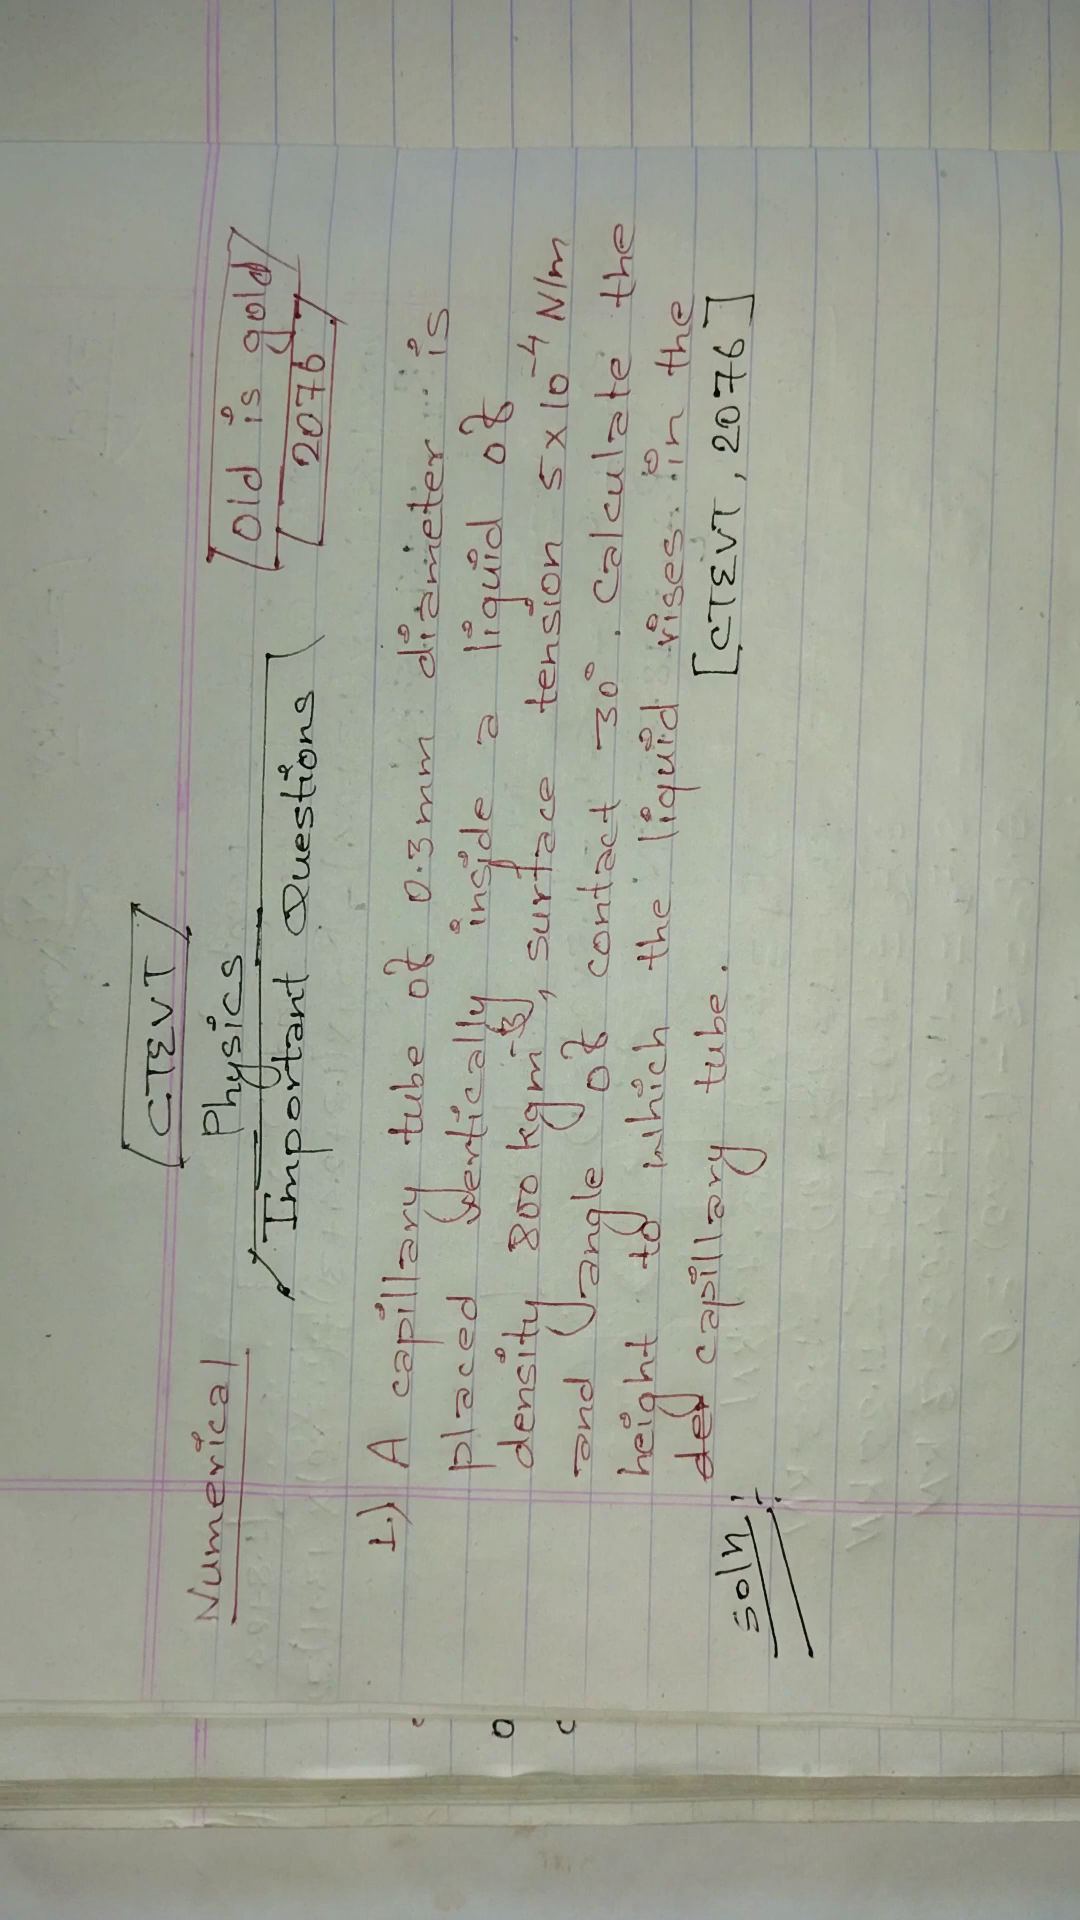 CTEVT
Physics
Numerical
Important Questions
Old is gold
2076
1.) A capillary tube of 0.3mm diameter is
placed vertically inside a liquid of
density 800 kgm⁻³, surface tension 5×10⁻⁴ N/m
and angle of contact 30°. Calculate the
height to which the liquid rises in the
capillary tube.
[CTEVT, 2076]
Soln :